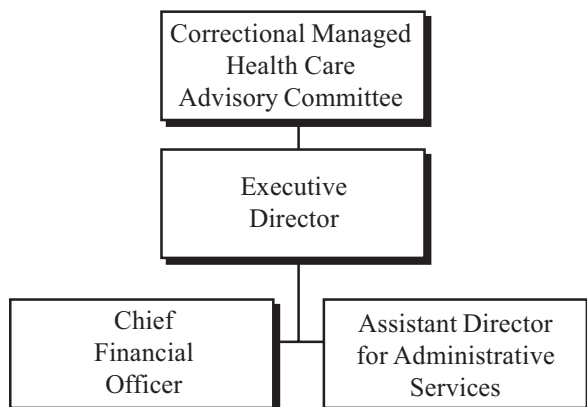 Correctional Managed
Health Care
Advisory Committee
Executive
Director
Chief
Financial
Officer
Assistant Director
for Administrative
Services